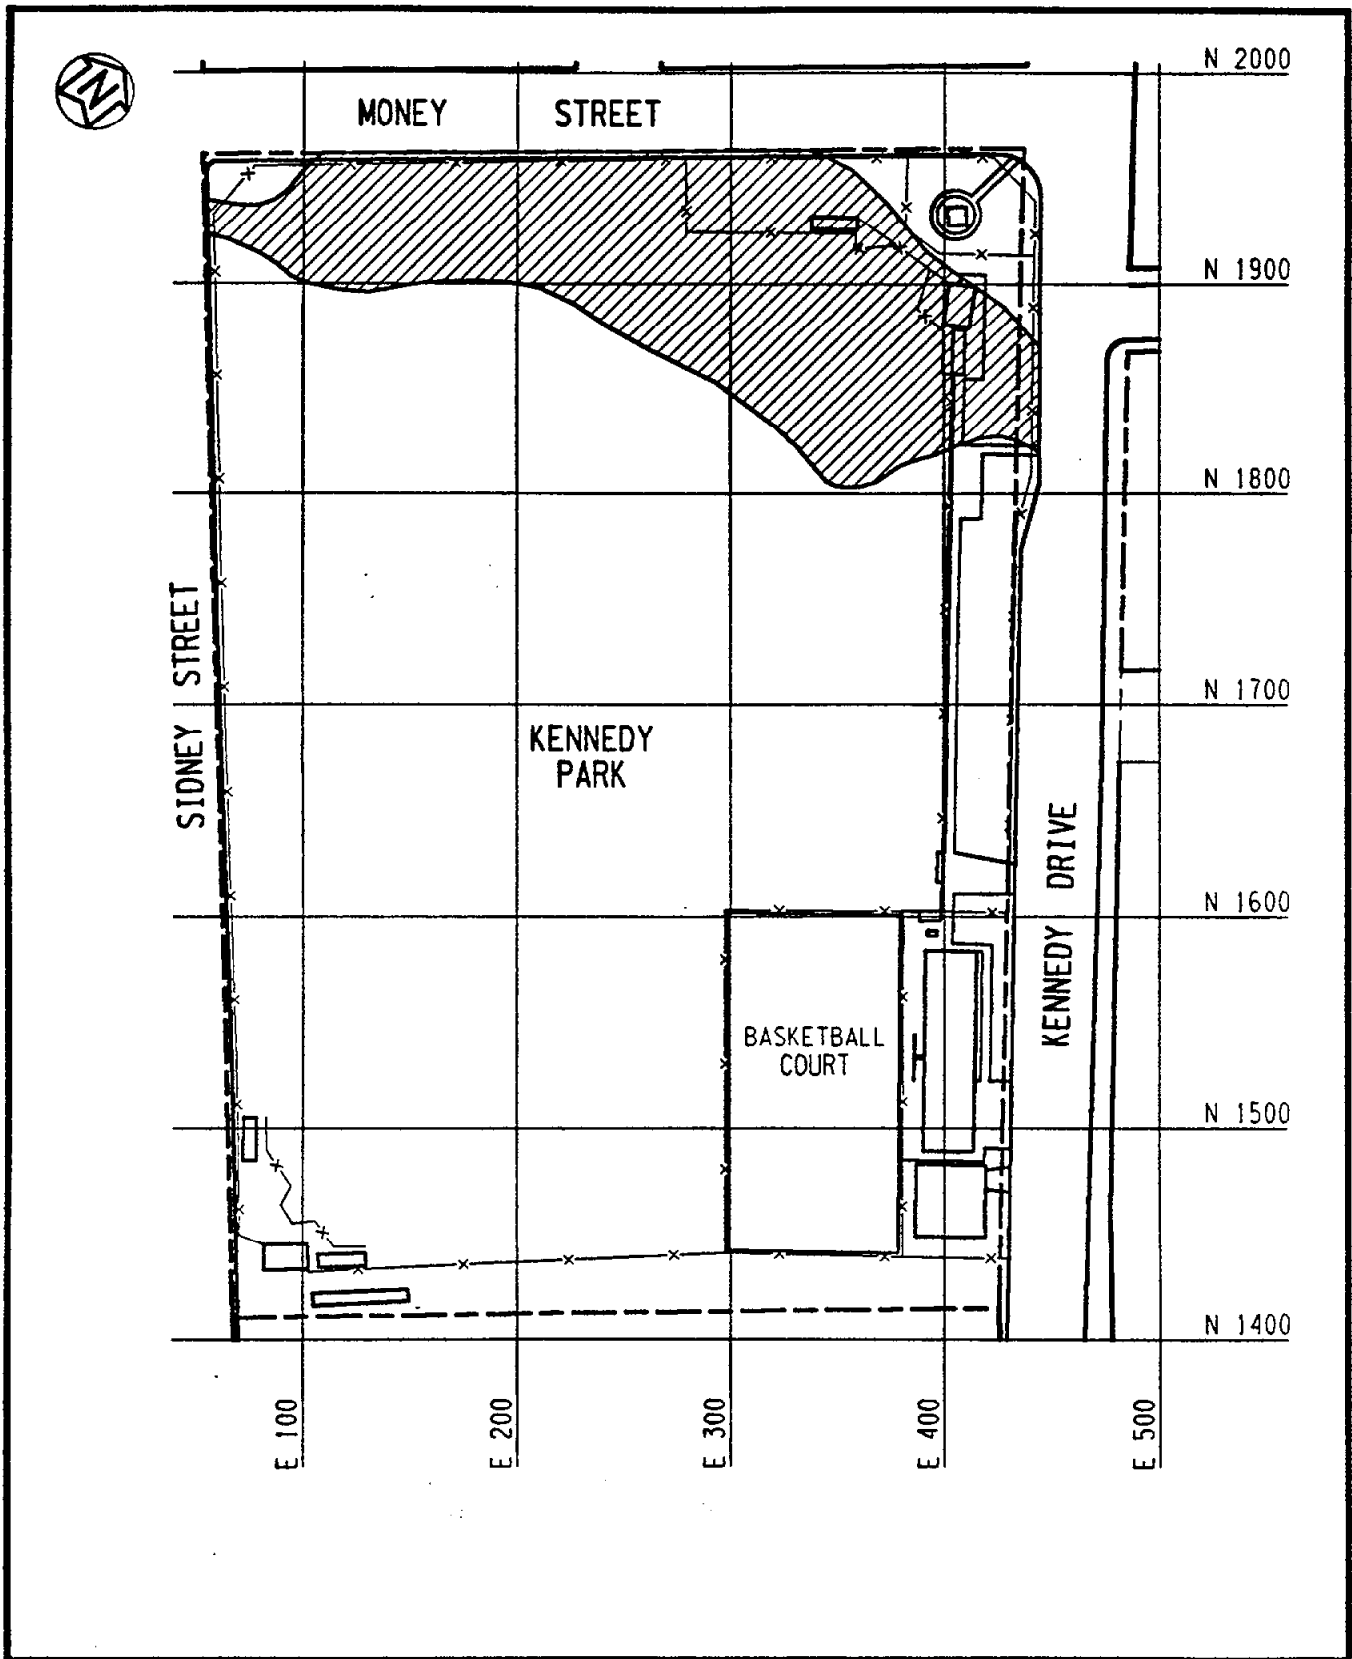 N 2000
N
MONEY STREET
N 1900
N 1800
SIDNEY STREET
N 1700
KENNEDY
PARK
KENNEDY DRIVE
N 1600
BASKETBALL
COURT
N 1500
N 1400
E 100
E 200
E 300
E 400
E 500